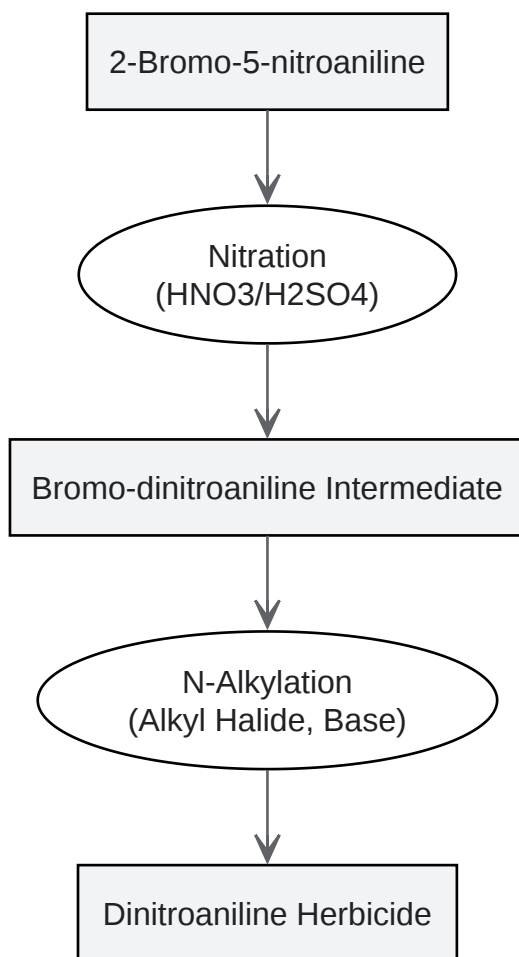 2-Bromo-5-nitroaniline
Nitration
(HNO3/H2SO4)
Bromo-dinitroaniline Intermediate
N-Alkylation
(Alkyl Halide, Base)
Dinitroaniline Herbicide